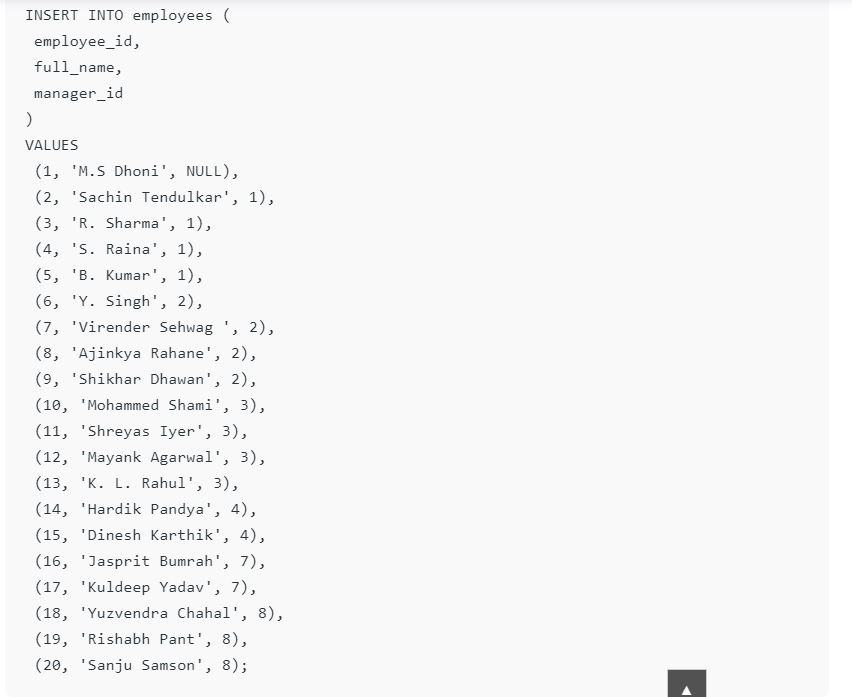 INSERT INTO employees (
employee_id,
full_name,
manager_id
)
VALUES
(1, 'M.S Dhoni', NULL),
(2, 'Sachin Tendulkar', 1),
(3, 'R. Sharma', 1),
(4, 'S. Raina', 1),
(5, 'B. Kumar', 1),
(6, 'Y. Singh', 2),
(7, 'Virender Sehwag ', 2),
(8, 'Ajinkya Rahane', 2),
(9, 'Shikhar Dhawan', 2),
(10, 'Mohammed Shami', 3),
(11, 'Shreyas Iyer', 3),
(12, 'Mayank Agarwal', 3),
(13, 'K. L. Rahul', 3),
(14, 'Hardik Pandya', 4),
(15, 'Dinesh Karthik', 4),
(16, 'Jasprit Bumrah', 7),
(17, 'Kuldeep Yadav', 7),
(18, 'Yuzvendra Chahal', 8),
(19, 'Rishabh Pant', 8),
(20, 'Sanju Samson', 8);